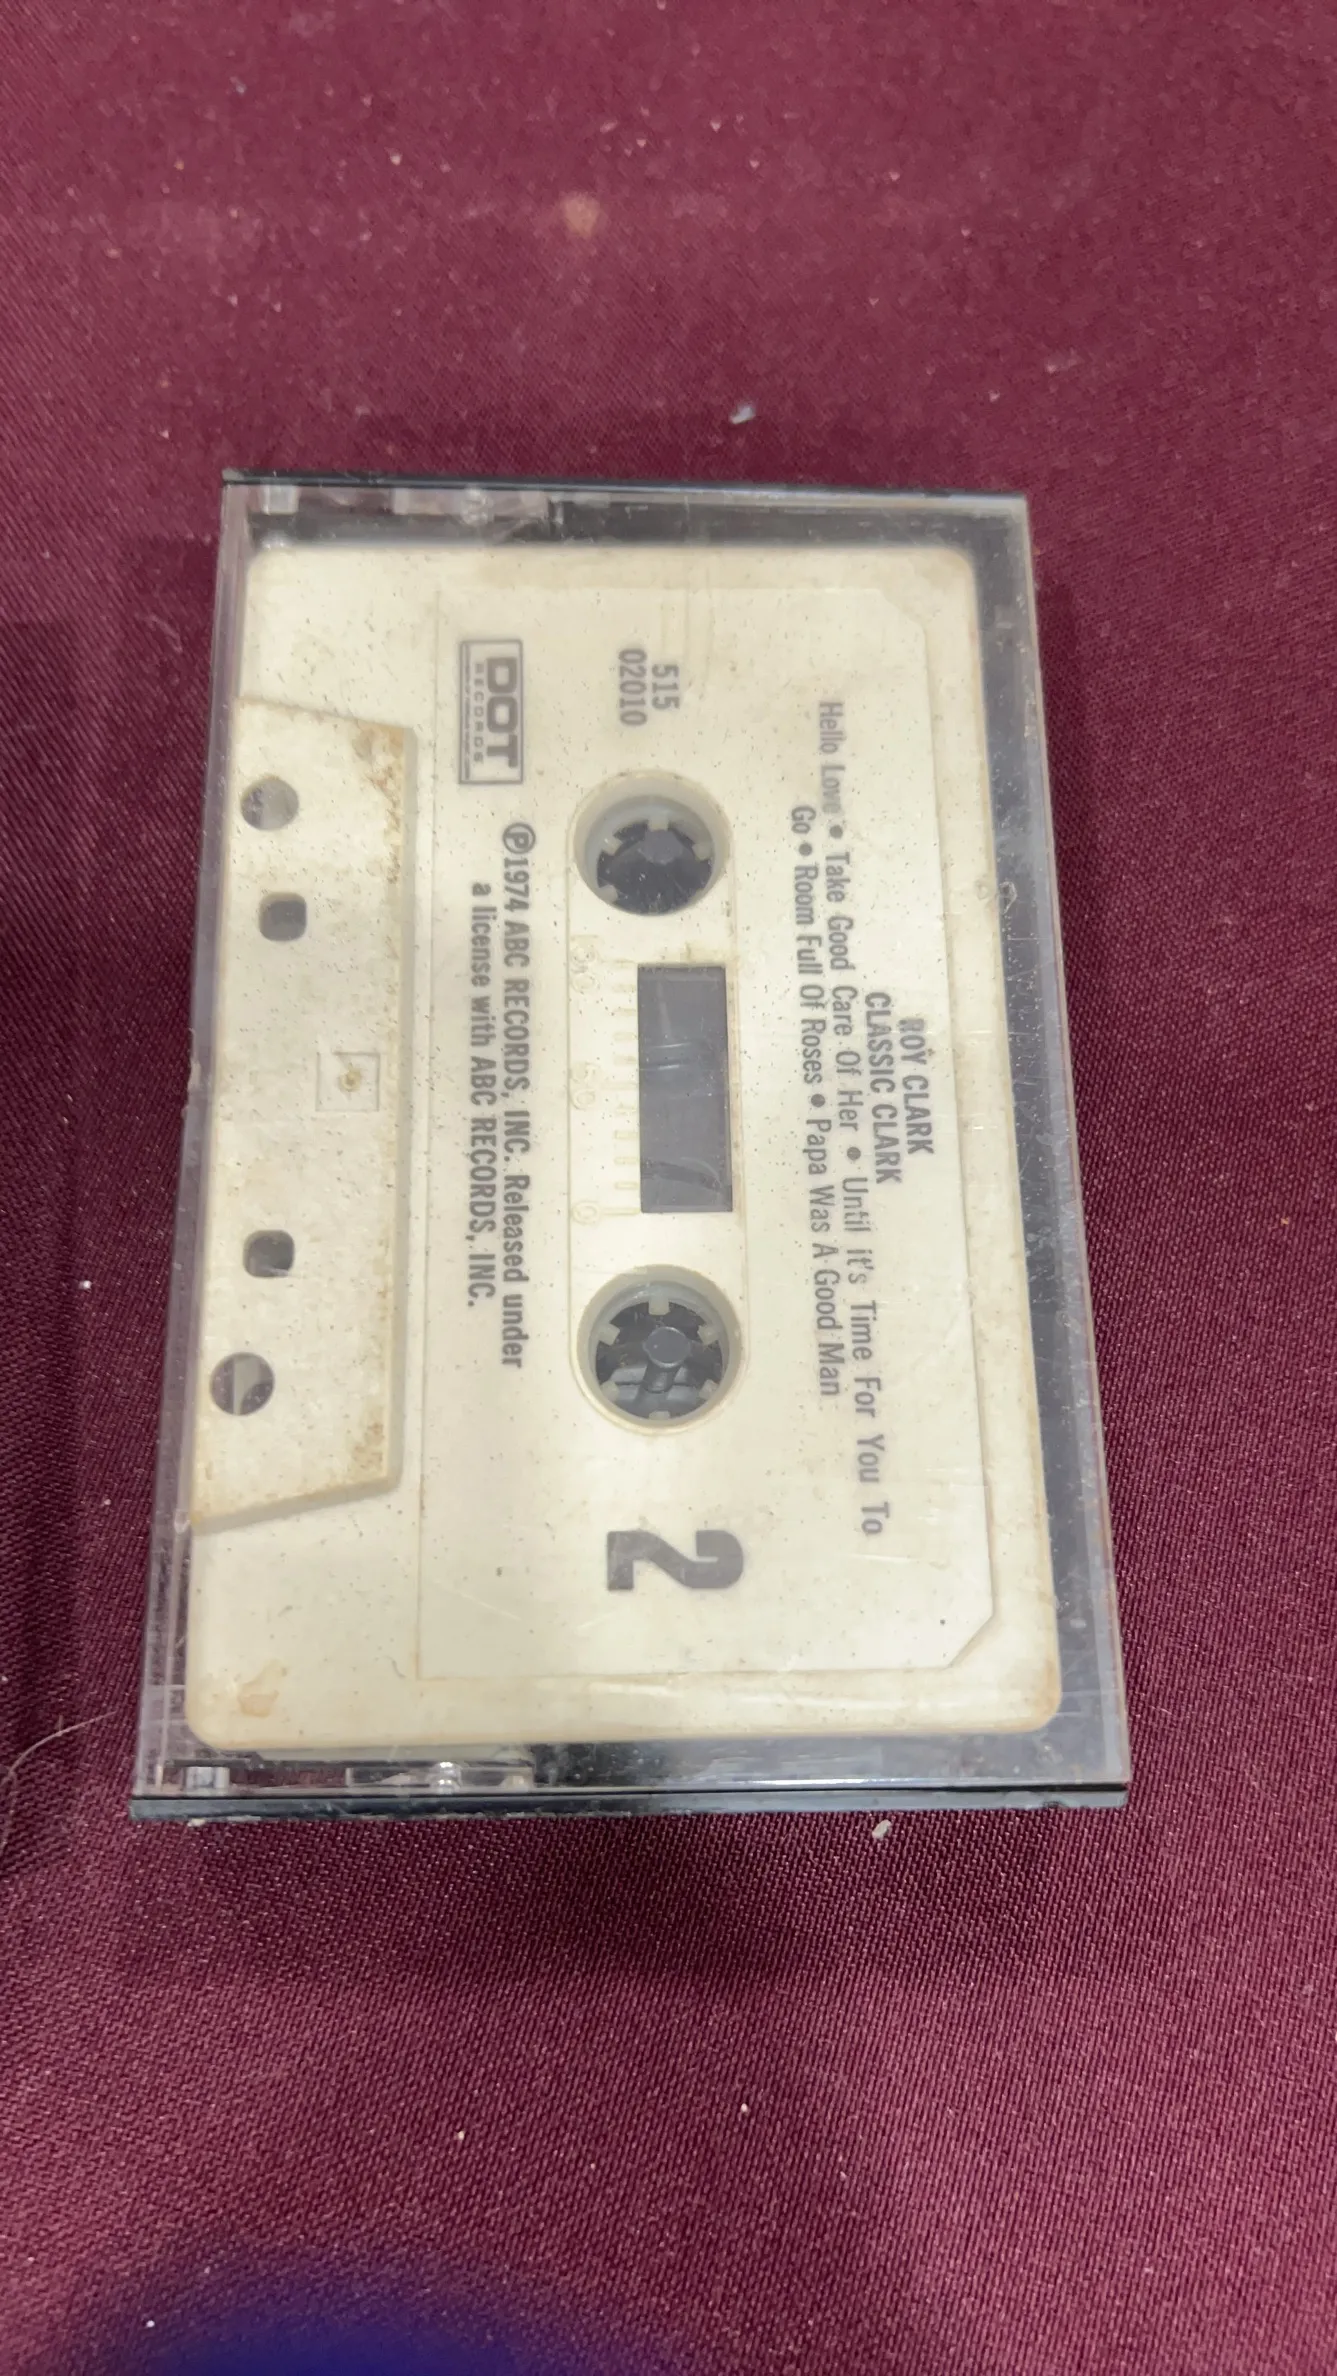 ROY CLARK
CLASSIC CLARK
Hello Love • Take Good Care Of Her • Until it's Time For You To
Go • Room Full Of Roses • Papa Was A Good Man
515
02010
2
DOT
RECORDS
Ⓟ1974 ABC RECORDS, INC. Released under
a license with ABC RECORDS, INC.